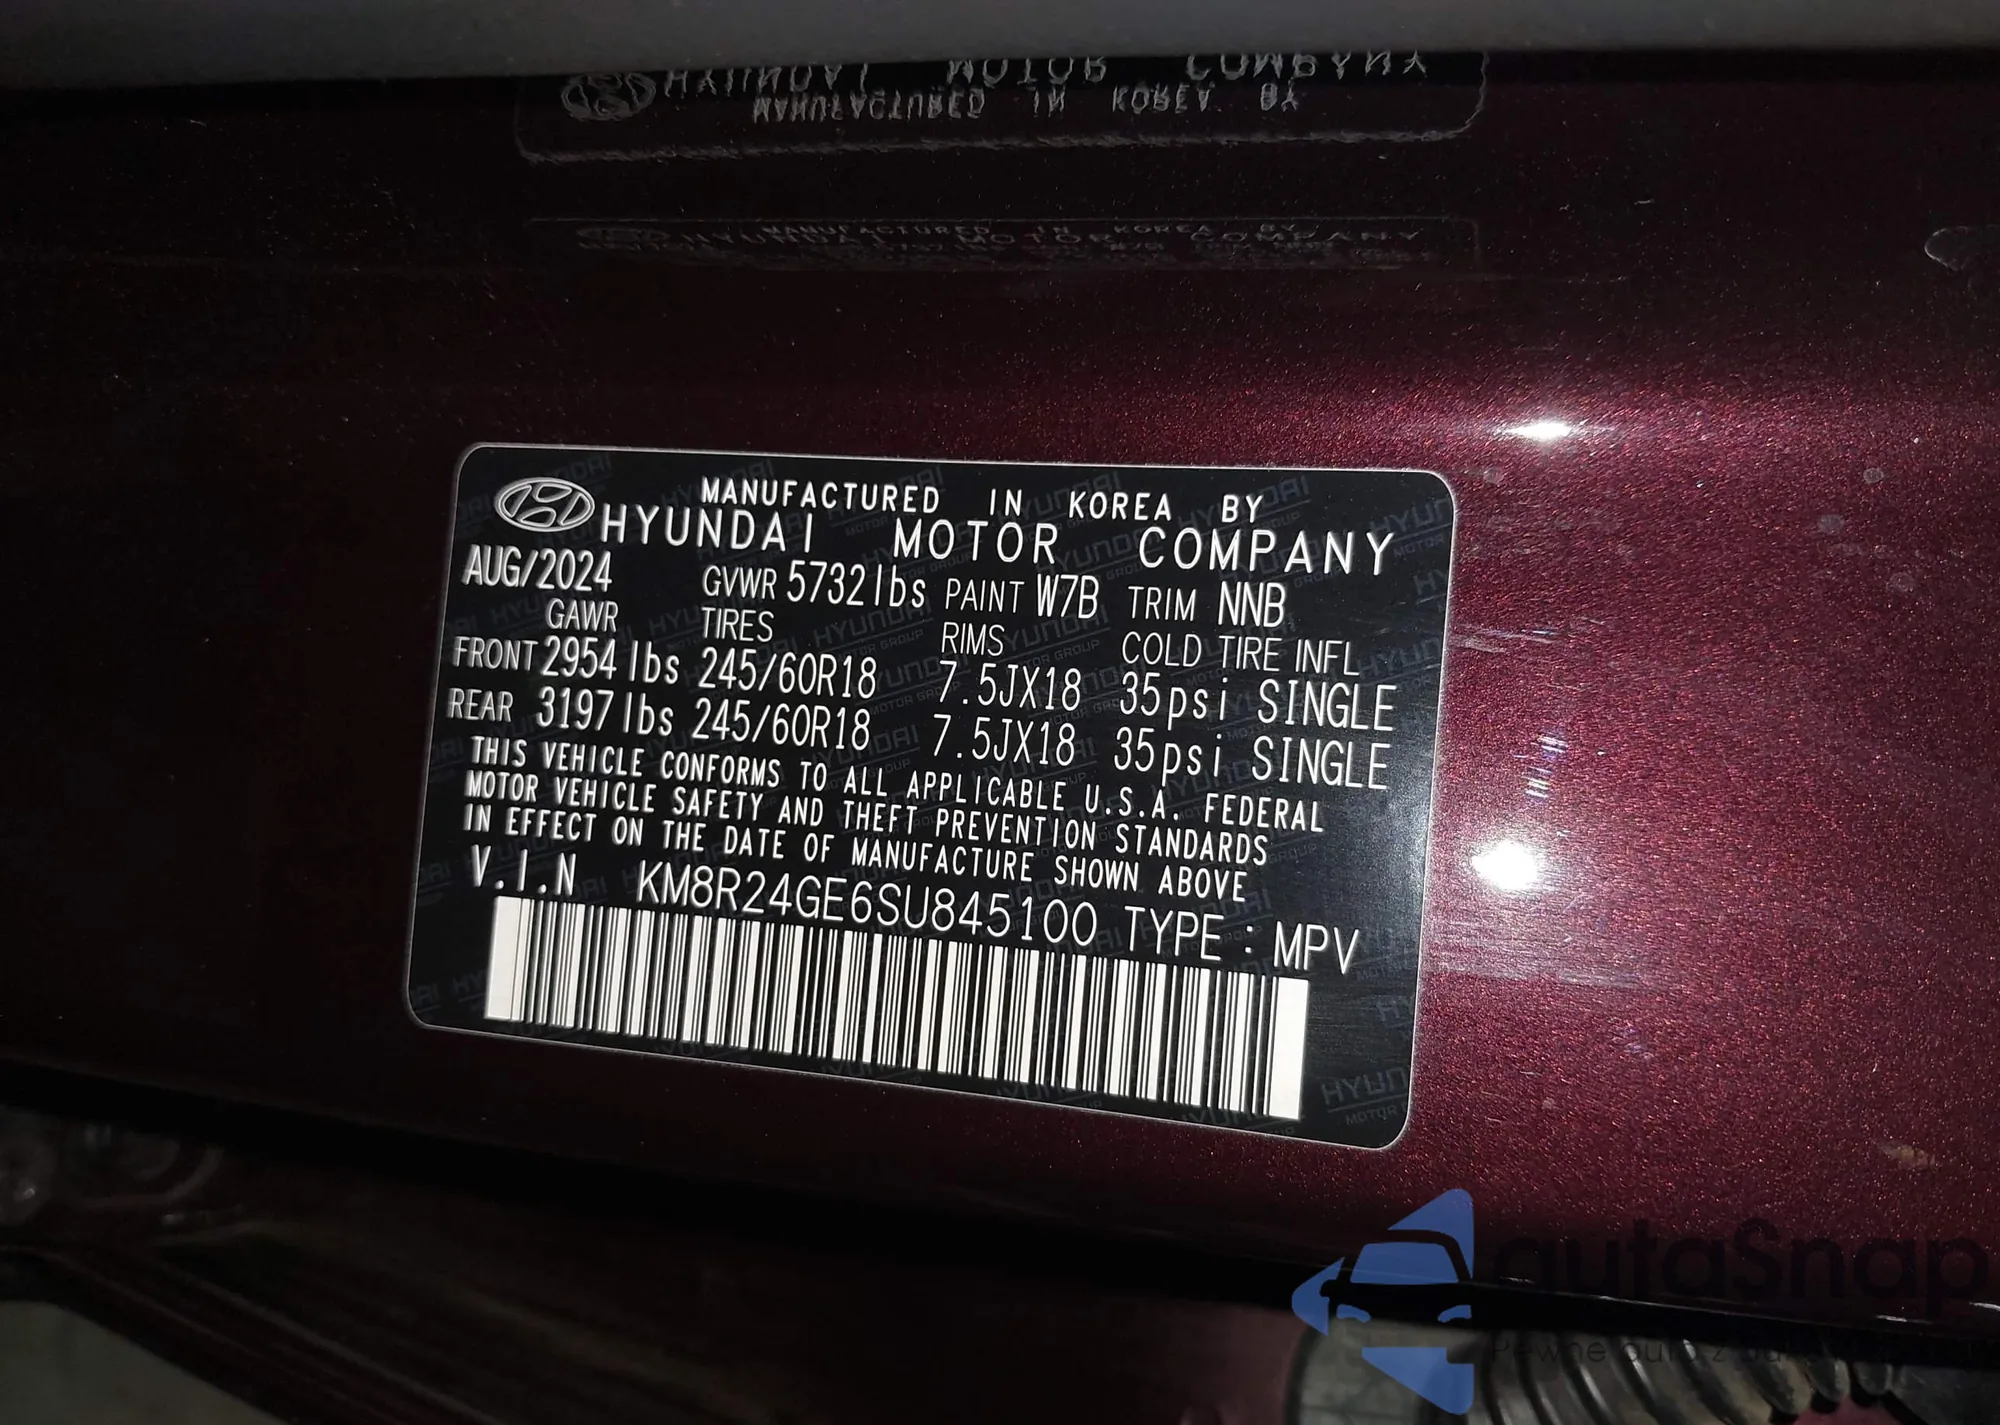 MANUFACTURED IN KOREA BY
HYUNDAI MOTOR COMPANY
AUG/2024 GVWR 5732lbs PAINT W7B TRIM NNB
GAWR TIRES RIMS COLD TIRE INFL
FRONT 2954lbs 245/60R18 7.5JX18 35psi SINGLE
REAR 3197lbs 245/60R18 7.5JX18 35psi SINGLE
THIS VEHICLE CONFORMS TO ALL APPLICABLE U.S.A. FEDERAL
MOTOR VEHICLE SAFETY AND THEFT PREVENTION STANDARDS
IN EFFECT ON THE DATE OF MANUFACTURE SHOWN ABOVE
V.I.N KM8R24GE6SU845100 TYPE : MPV
autaSnap
Pewne auto z